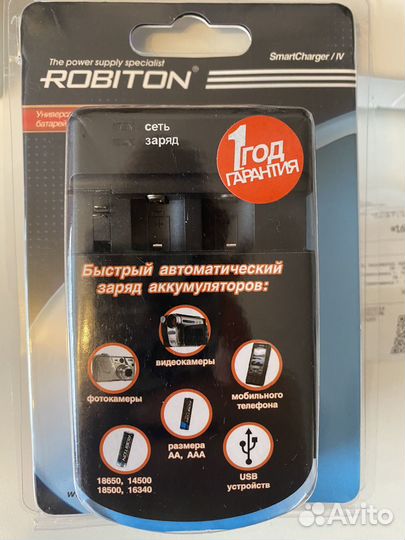 The power supply specialist
SmartCharger / IV
ROBITON®
сеть
заряд
1 ГОД
ГАРАНТИЯ
Быстрый автоматический
заряд аккумуляторов:
видеокамеры
фотокамеры
мобильного
телефона
размера
AA, AAA
18650, 14500
18500, 16340
USB
устройств
Avito